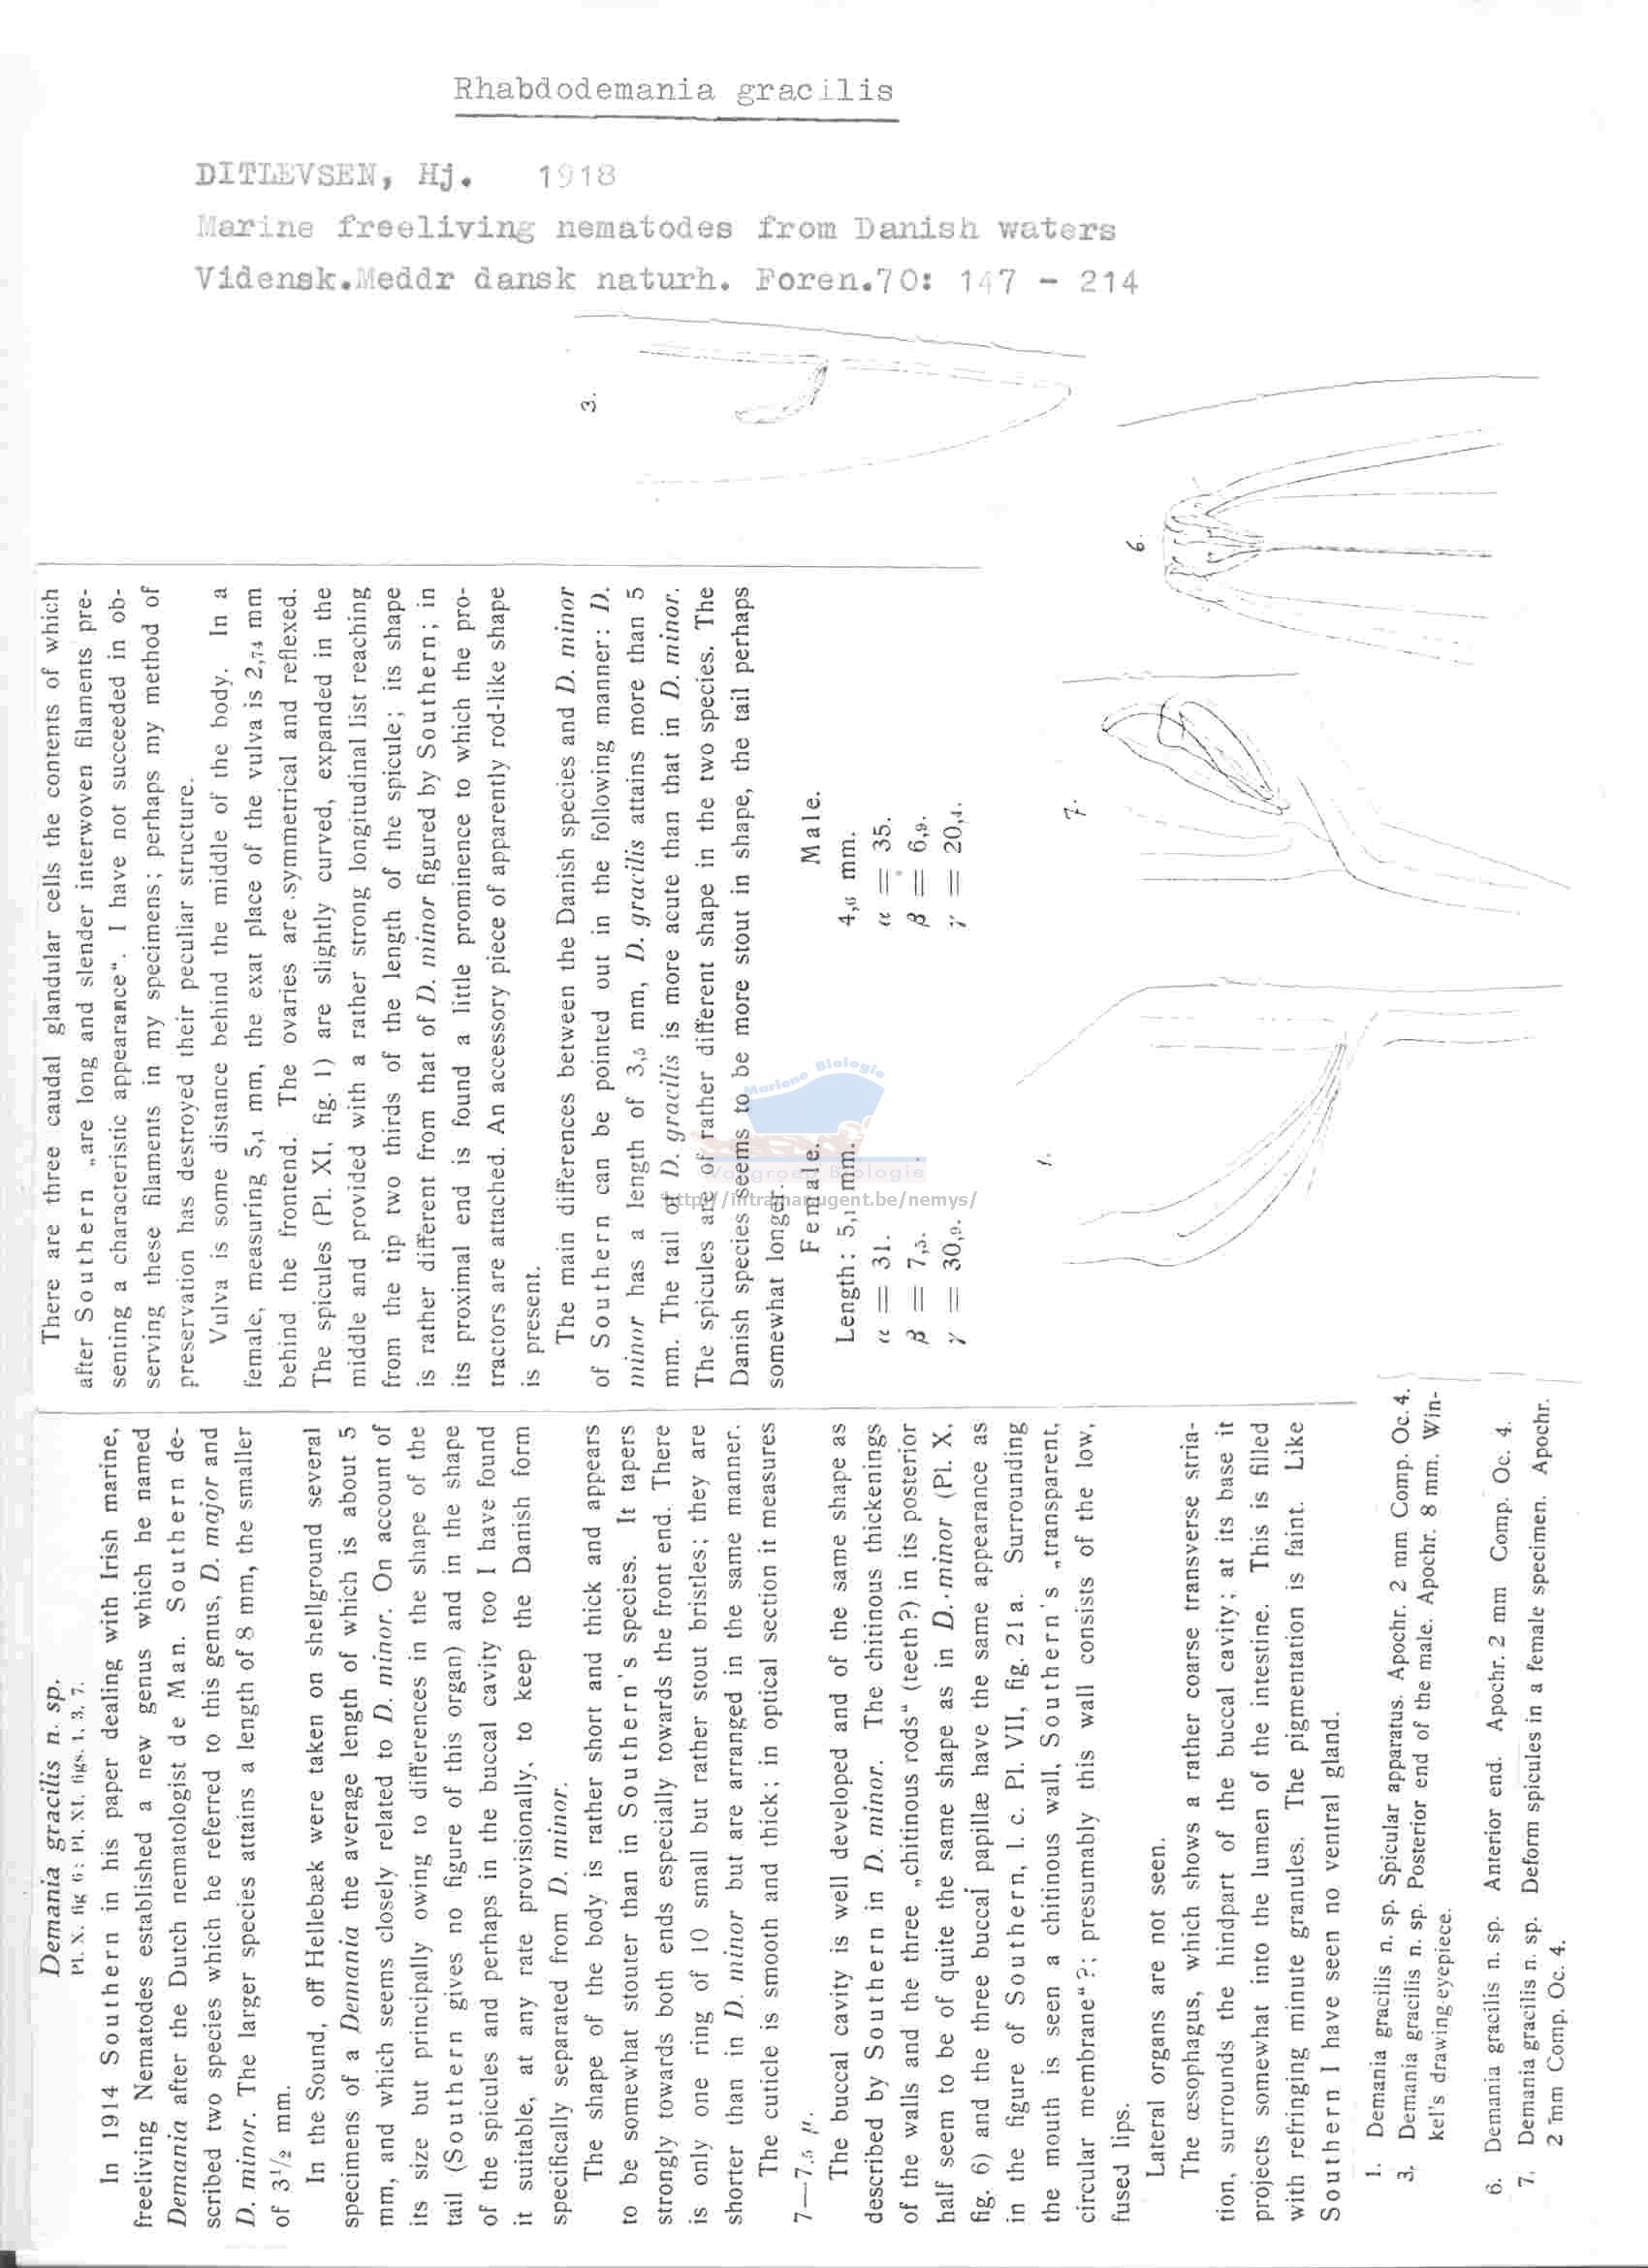 Rhabdodemania gracilis
DITLEVSEN, Hj. 1918
Marine freeliving nematodes from Danish waters
Vidensk.Meddr dansk naturh. Foren.70: 147 - 214
Demania gracilis n. sp.
Pl. X. fig 6; Pl. XI. figs. 1, 3, 7.
In 1914 Southern in his paper dealing with Irish marine,
freeliving Nematodes established a new genus which he named
Demania after the Dutch nematologist de Man. Southern de-
scribed two species which he referred to this genus, D. major and
D. minor. The larger species attains a length of 8 mm, the smaller
of 3 1/2 mm.
In the Sound, off Hellebæk were taken on shellground several
specimens of a Demania the average length of which is about 5
mm, and which seems closely related to D. minor. On account of
its size but principally owing to differences in the shape of the
tail (Southern gives no figure of this organ) and in the shape
of the spicules and perhaps in the buccal cavity too I have found
it suitable, at any rate provisionally, to keep the Danish form
specifically separated from D. minor.
The shape of the body is rather short and thick and appears
to be somewhat stouter than in Southern's species. It tapers
strongly towards both ends especially towards the front end. There
is only one ring of 10 small but rather stout bristles; they are
shorter than in D. minor but are arranged in the same manner.
The cuticle is smooth and thick; in optical section it measures
7—7,5 µ.
The buccal cavity is well developed and of the same shape as
described by Southern in D. minor. The chitinous thickenings
of the walls and the three „chitinous rods“ (teeth?) in its posterior
half seem to be of quite the same shape as in D. minor (Pl. X,
fig. 6) and the three buccal papillæ have the same appearance as
in the figure of Southern, l. c. Pl. VII, fig. 21 a. Surrounding
the mouth is seen a chitinous wall, Southern's „transparent,
circular membrane“?; presumably this wall consists of the low,
fused lips.
Lateral organs are not seen.
The œsophagus, which shows a rather coarse transverse stria-
tion, surrounds the hindpart of the buccal cavity; at its base it
projects somewhat into the lumen of the intestine. This is filled
with refringing minute granules. The pigmentation is faint. Like
Southern I have seen no ventral gland.
There are three caudal glandular cells the contents of which
after Southern „are long and slender interwoven filaments pre-
senting a characteristic appearance“. I have not succeeded in ob-
serving these filaments in my specimens; perhaps my method of
preservation has destroyed their peculiar structure.
Vulva is some distance behind the middle of the body. In a
female, measuring 5,1 mm, the exat place of the vulva is 2,74 mm
behind the frontend. The ovaries are symmetrical and reflexed.
The spicules (Pl. XI, fig. 1) are slightly curved, expanded in the
middle and provided with a rather strong longitudinal list reaching
from the tip two thirds of the length of the spicule; its shape
is rather different from that of D. minor figured by Southern; in
its proximal end is found a little prominence to which the pro-
tractors are attached. An accessory piece of apparently rod-like shape
is present.
The main differences between the Danish species and D. minor
of Southern can be pointed out in the following manner: D.
minor has a length of 3,5 mm, D. gracilis attains more than 5
mm. The tail of D. gracilis is more acute than that in D. minor.
The spicules are of rather different shape in the two species. The
Danish species seems to be more stout in shape, the tail perhaps
somewhat longer.
Female. Male.
Length: 5,1 mm. 4,6 mm.
α = 31. α = 35.
β = 7,5. β = 6,9.
γ = 30,9. γ = 20,4.
3.
6.
7.
1.
1. Demania gracilis n. sp. Spicular apparatus. Apochr. 2 mm Comp. Oc. 4.
3. Demania gracilis n. sp. Posterior end of the male. Apochr. 8 mm. Win-
kel's drawing eyepiece.
6. Demania gracilis n. sp. Anterior end. Apochr. 2 mm Comp. Oc. 4.
7. Demania gracilis n. sp. Deform spicules in a female specimen. Apochr.
2 mm Comp. Oc. 4.
Mariene Biologie
Vakgroep Biologie
http://intramar.ugent.be/nemys/